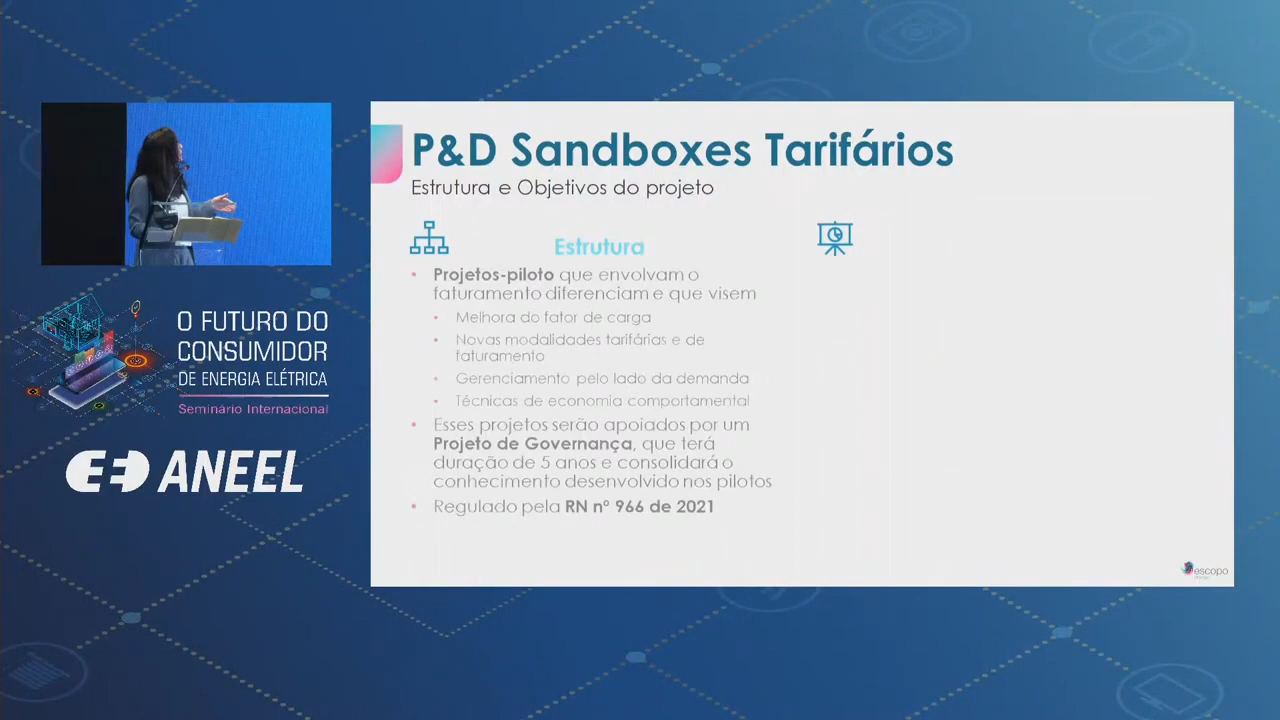 O FUTURO DO
CONSUMIDOR
DE ENERGIA ELÉTRICA
Seminário Internacional
ANEEL
P&D Sandboxes Tarifários
Estrutura e Objetivos do projeto
Estrutura
• Projetos-piloto que envolvam o
faturamento diferenciam e que visem
• Melhora do fator de carga
• Novas modalidades tarifárias e de
faturamento
• Gerenciamento pelo lado da demanda
• Técnicas de economia comportamental
• Esses projetos serão apoiados por um
Projeto de Governança, que terá
duração de 5 anos e consolidará o
conhecimento desenvolvido nos pilotos
• Regulado pela RN nº 966 de 2021
escopo